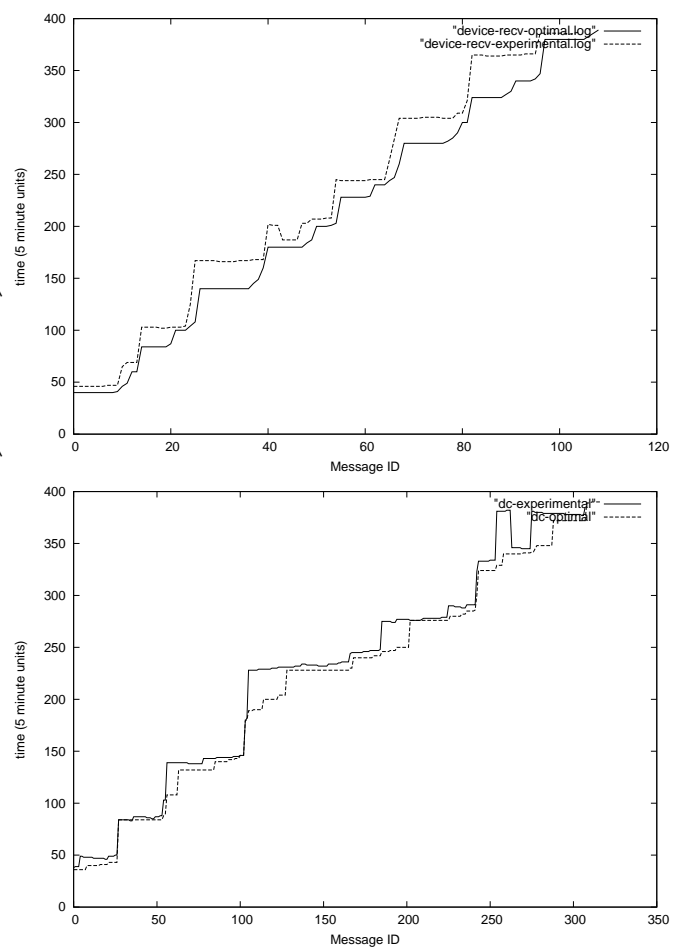 400
"device-recv-optimal.log"
"device-recv-experimental.log"
350
300
250
200
150
100
50
0
time (5 minute units)
0 20 40 60 80 100 120
Message ID
400
"dc-experimental"
"dc-optimal"
350
300
250
200
150
100
50
0
time (5 minute units)
0 50 100 150 200 250 300 350
Message ID